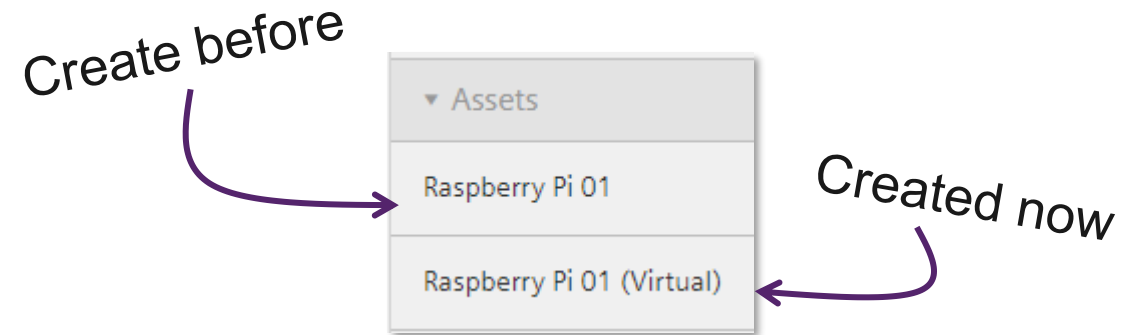 Create before
Assets
Raspberry Pi 01
Created now
Raspberry Pi 01 (Virtual)